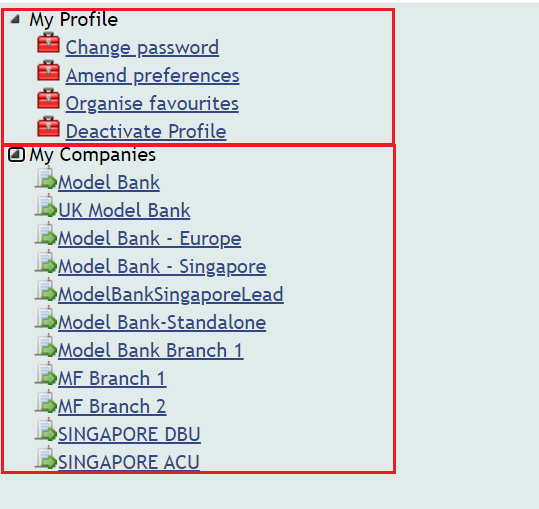 My Profile
Change password
Amend preferences
Organise favourites
Deactivate Profile
My Companies
Model Bank
UK Model Bank
Model Bank - Europe
Model Bank - Singapore
ModelBankSingaporeLead
Model Bank-Standalone
Model Bank Branch 1
MF Branch 1
MF Branch 2
SINGAPORE DBU
SINGAPORE ACU